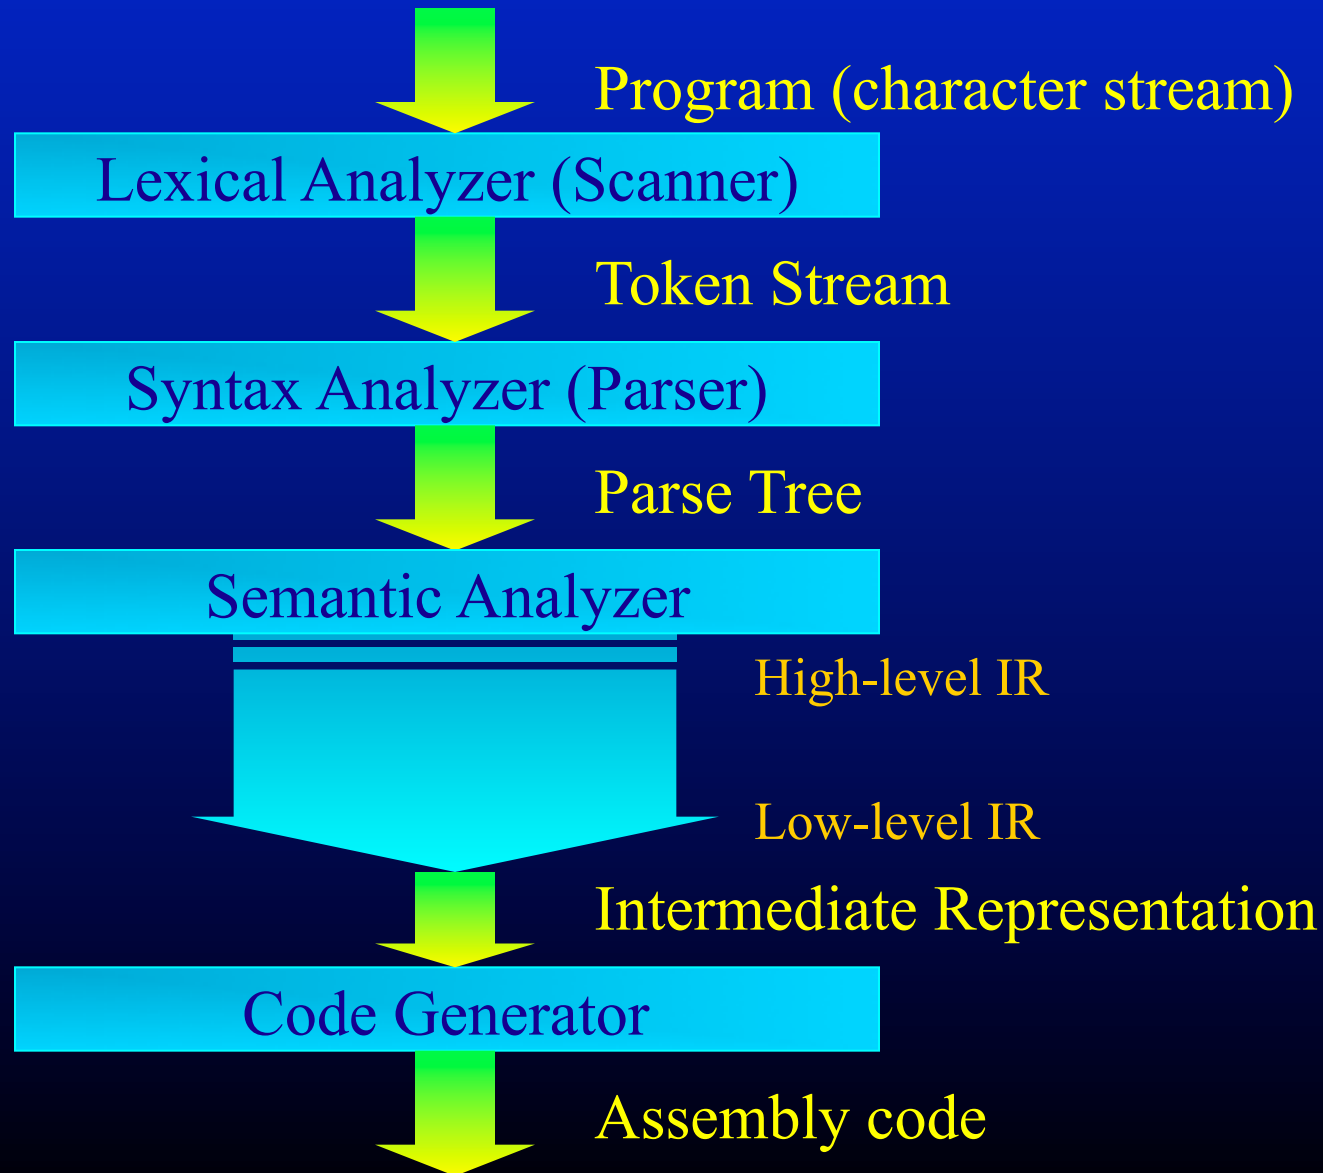 Program (character stream)
Lexical Analyzer (Scanner)
Token Stream
Syntax Analyzer (Parser)
Parse Tree
Semantic Analyzer
High-level IR
Low-level IR
Intermediate Representation
Code Generator
Assembly code